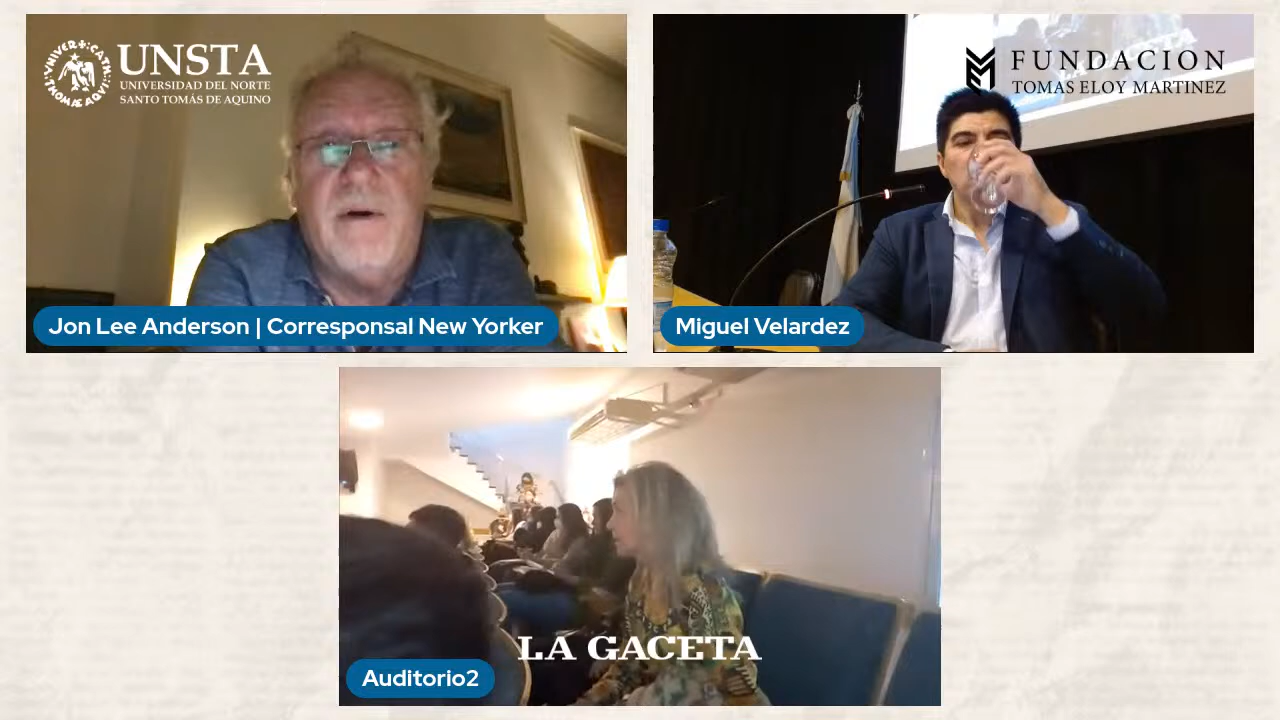 UNSTA
UNIVERSIDAD DEL NORTE
SANTO TOMÁS DE AQUINO
FUNDACION
TOMAS ELOY MARTINEZ
Jon Lee Anderson | Corresponsal New Yorker
Miguel Velardez
LA GACETA
Auditorio2